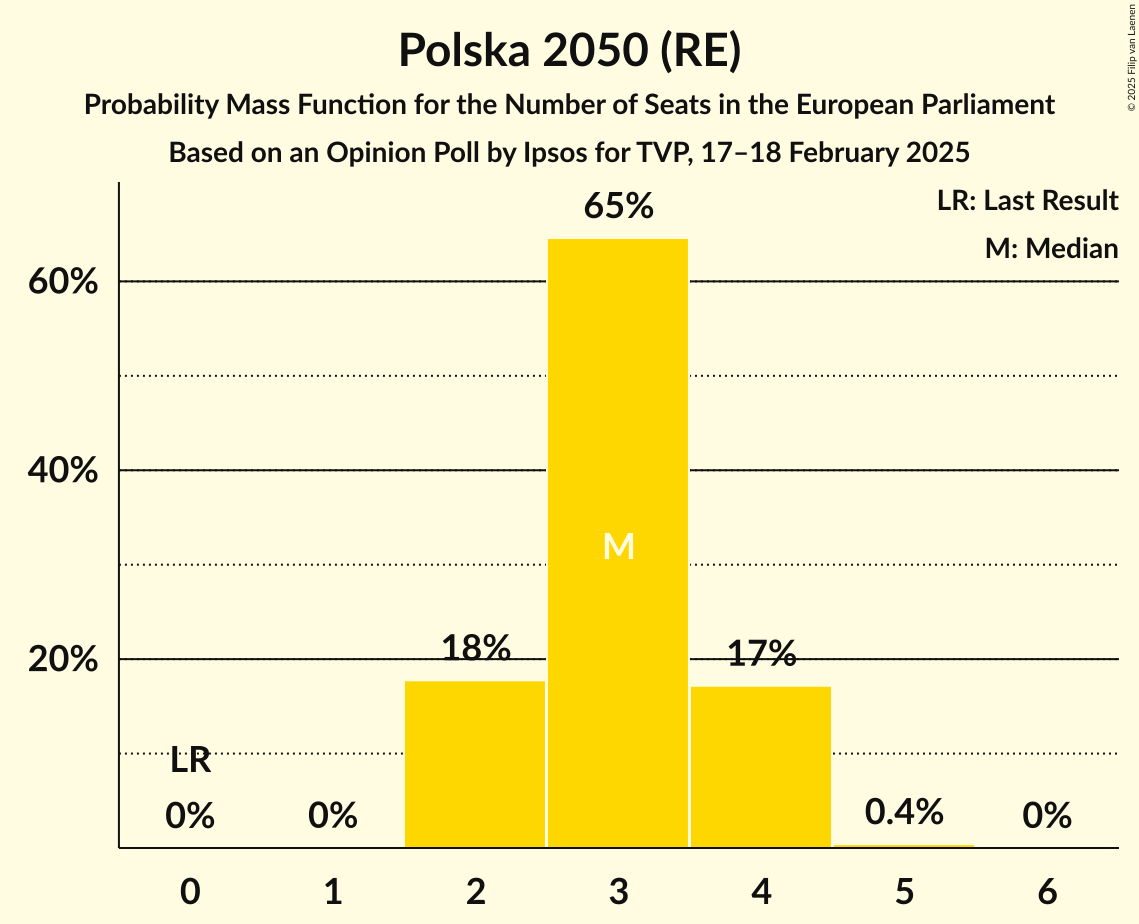 Polska 2050 (RE)
Probability Mass Function for the Number of Seats in the European Parliament
Based on an Opinion Poll by Ipsos for TVP, 17–18 February 2025
© 2025 Filip van Laenen
LR: Last Result
M: Median
65%
60%
40%
M
18%
17%
20%
LR
0%
0%
0.4%
0%
0 1 2 3 4 5 6